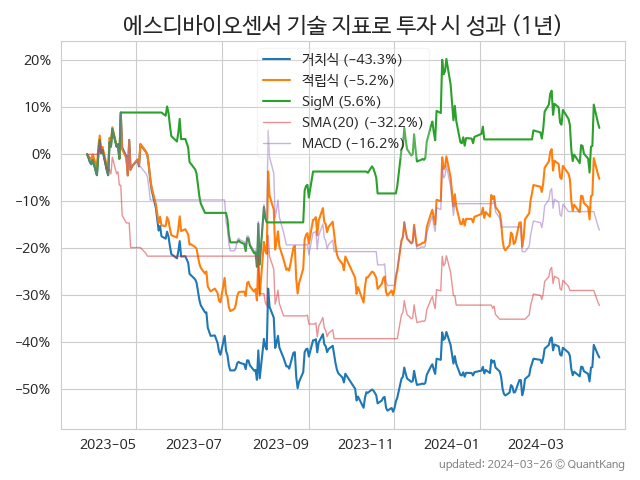 에스디바이오센서 기술 지표로 투자 시 성과 (1년)
거치식 (−43.3%)
적립식 (−5.2%)
SigM (5.6%)
SMA(20) (−32.2%)
MACD (−16.2%)
20%
10%
0%
−10%
−20%
−30%
−40%
−50%
2023-05
2023-07
2023-09
2023-11
2024-01
2024-03
updated: 2024-03-26 © QuantKang